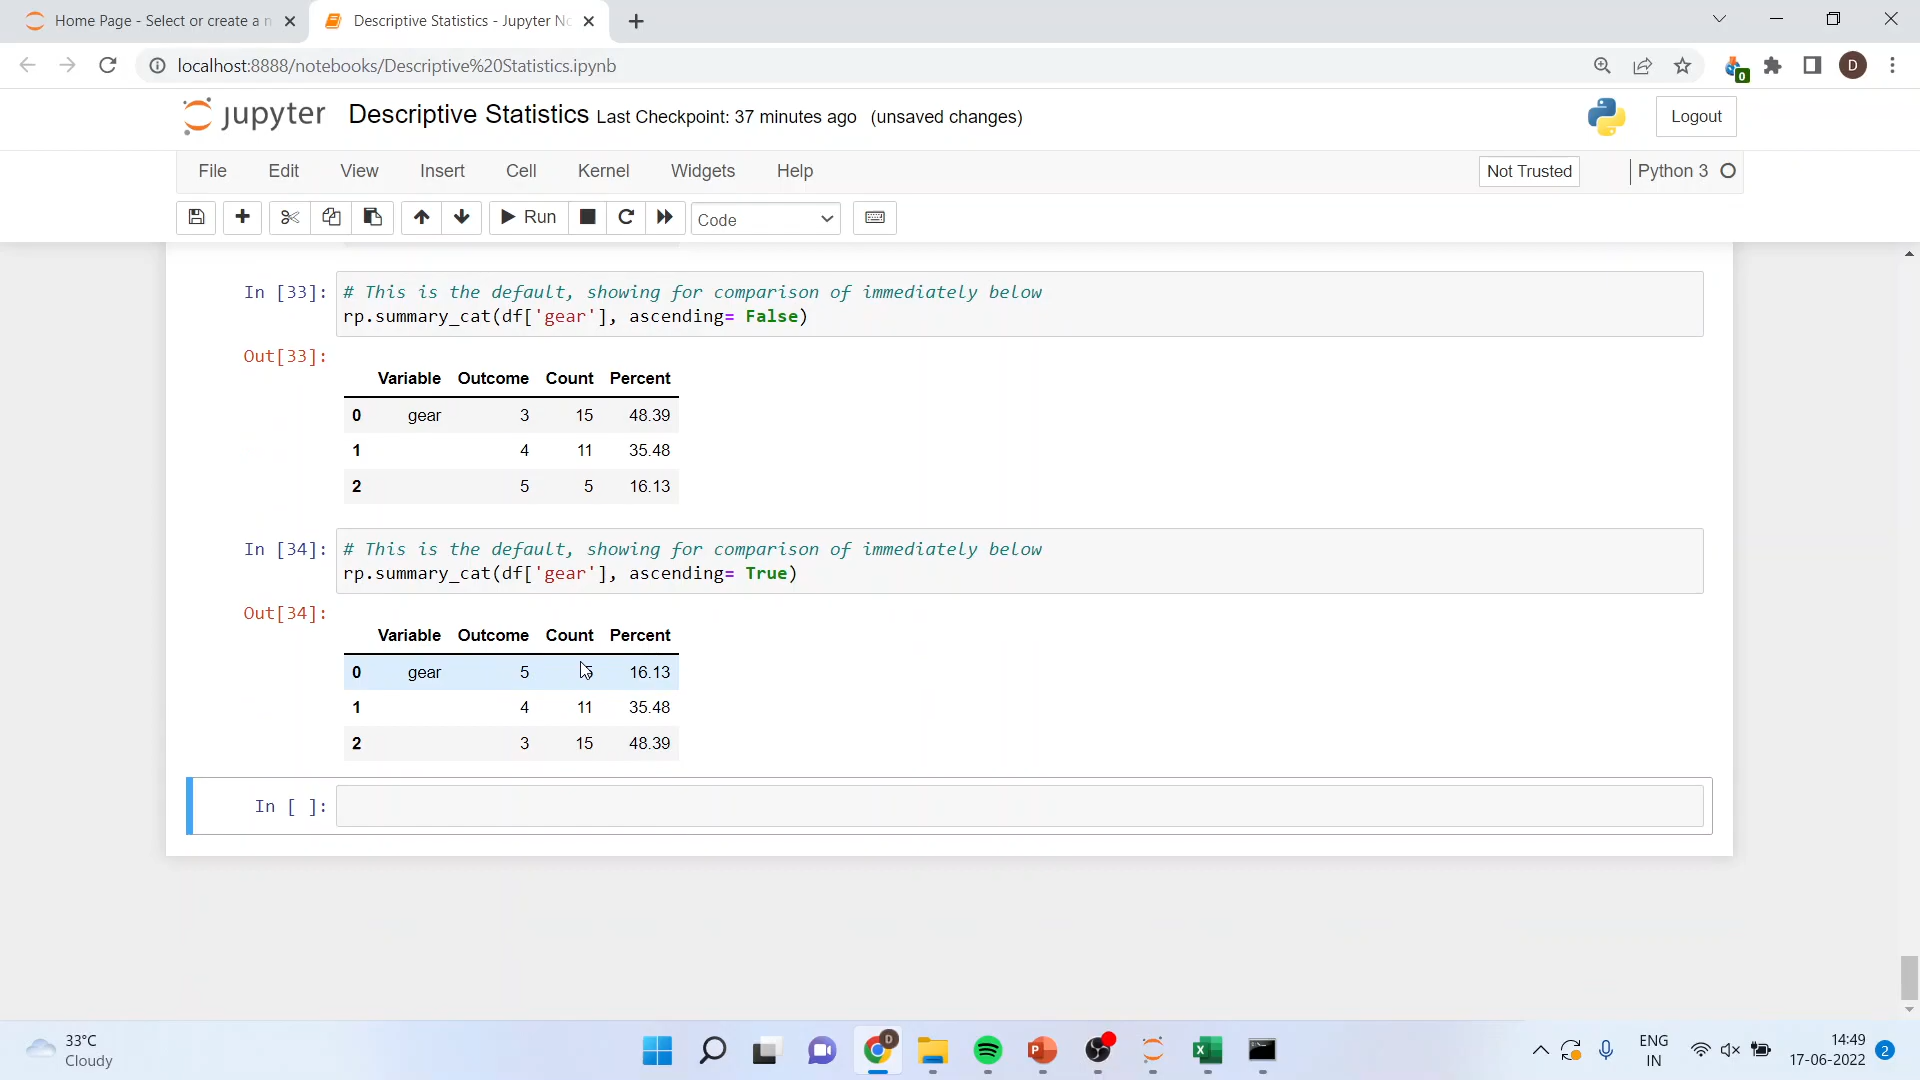 Home Page - Select or create a n
Descriptive Statistics - Jupyter No
localhost:8888/notebooks/Descriptive%20Statistics.ipynb
0
D
jupyter Descriptive Statistics Last Checkpoint: 37 minutes ago (unsaved changes)
Logout
File Edit View Insert Cell Kernel Widgets Help
Not Trusted
Python 3
Run
Code
In [33]: # This is the default, showing for comparison of immediately below
rp.summary_cat(df['gear'], ascending= False)
Out[33]:
Variable Outcome Count Percent
0 gear 3 15 48.39
1 4 11 35.48
2 5 5 16.13
In [34]: # This is the default, showing for comparison of immediately below
rp.summary_cat(df['gear'], ascending= True)
Out[34]:
Variable Outcome Count Percent
0 gear 5 5 16.13
1 4 11 35.48
2 3 15 48.39
In [ ]:
33°C
Cloudy
D
P
X
ENG
IN
14:49
17-06-2022
2